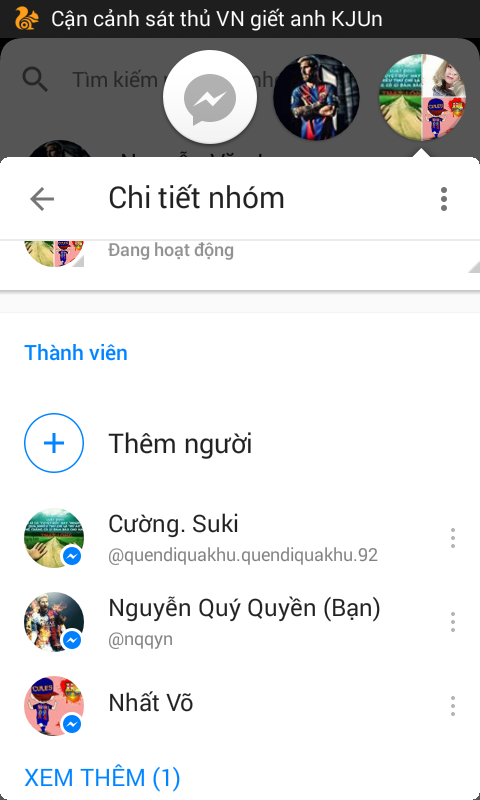 Cận cảnh sát thủ VN giết anh KJUn
Tìm kiếm
Chi tiết nhóm
Đang hoạt động
Thành viên
Thêm người
Cường. Suki
@quendiquakhu.quendiquakhu.92
Nguyễn Quý Quyền (Bạn)
@nqqyn
Nhất Võ
XEM THÊM (1)